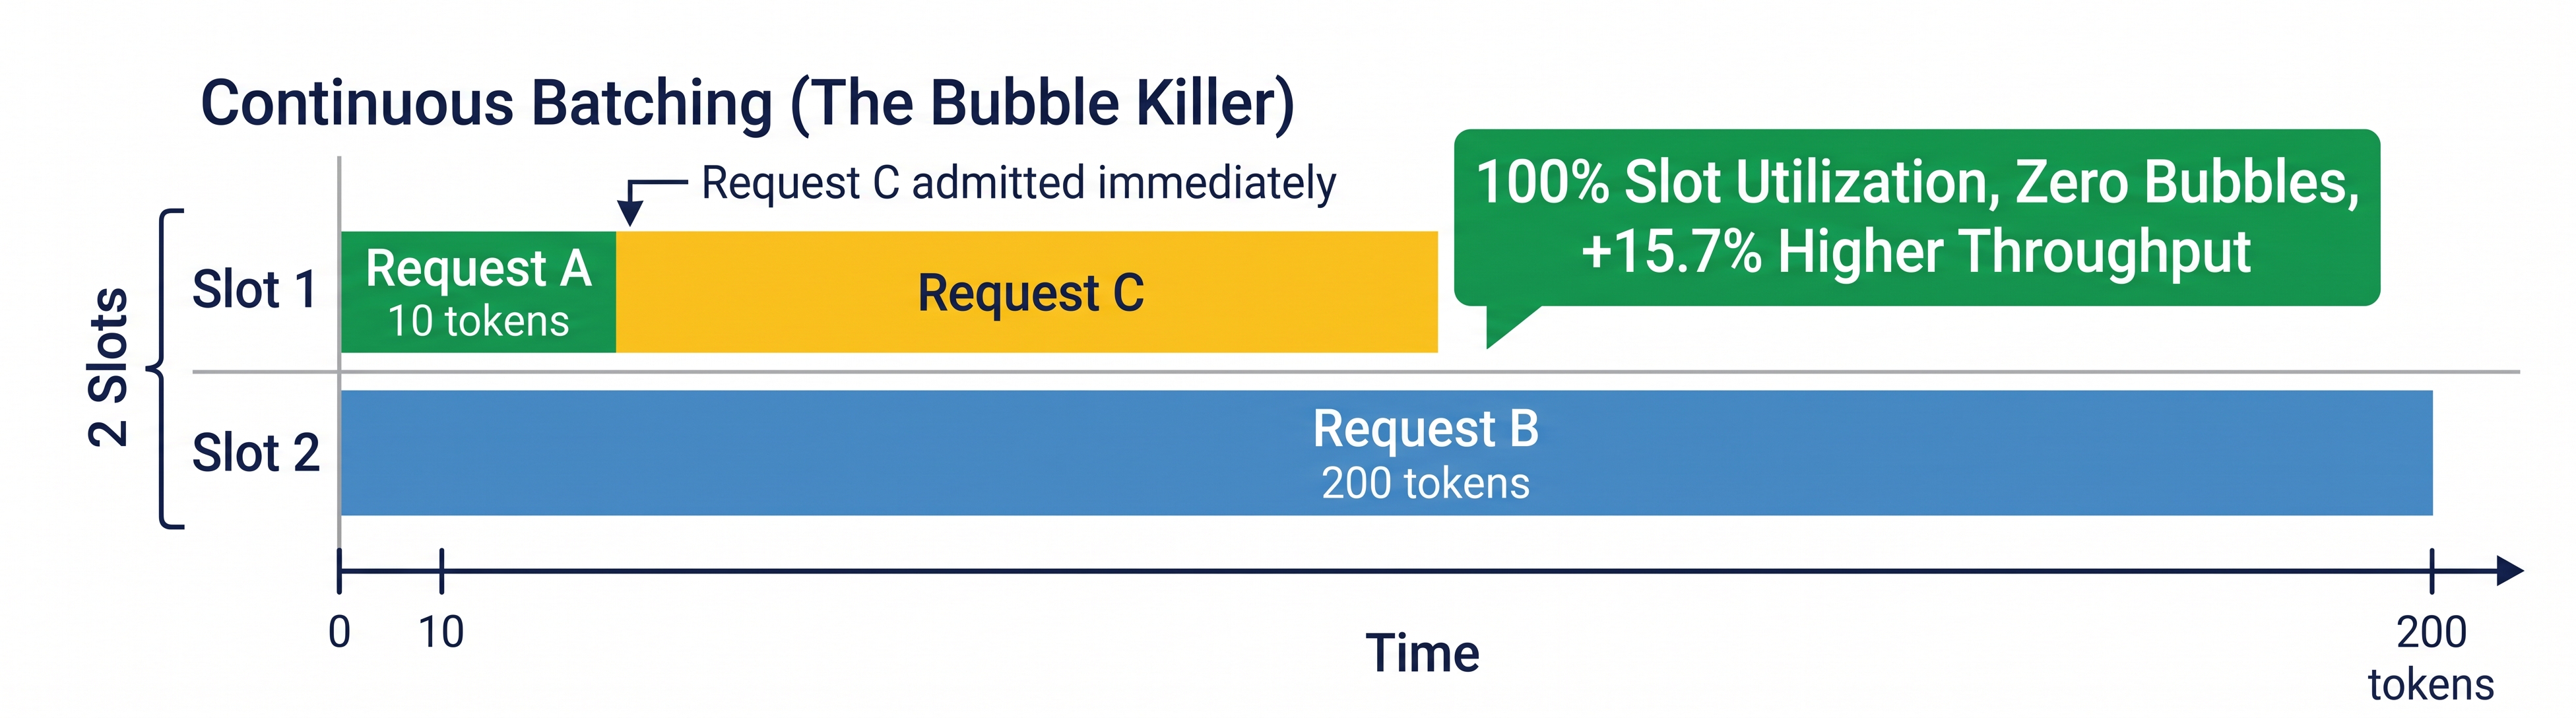 Continuous Batching (The Bubble Killer)
Request C admitted immediately
100% Slot Utilization, Zero Bubbles,
+15.7% Higher Throughput
2 Slots
Slot 1
Request A
10 tokens
Request C
Slot 2
Request B
200 tokens
0
10
200
tokens
Time